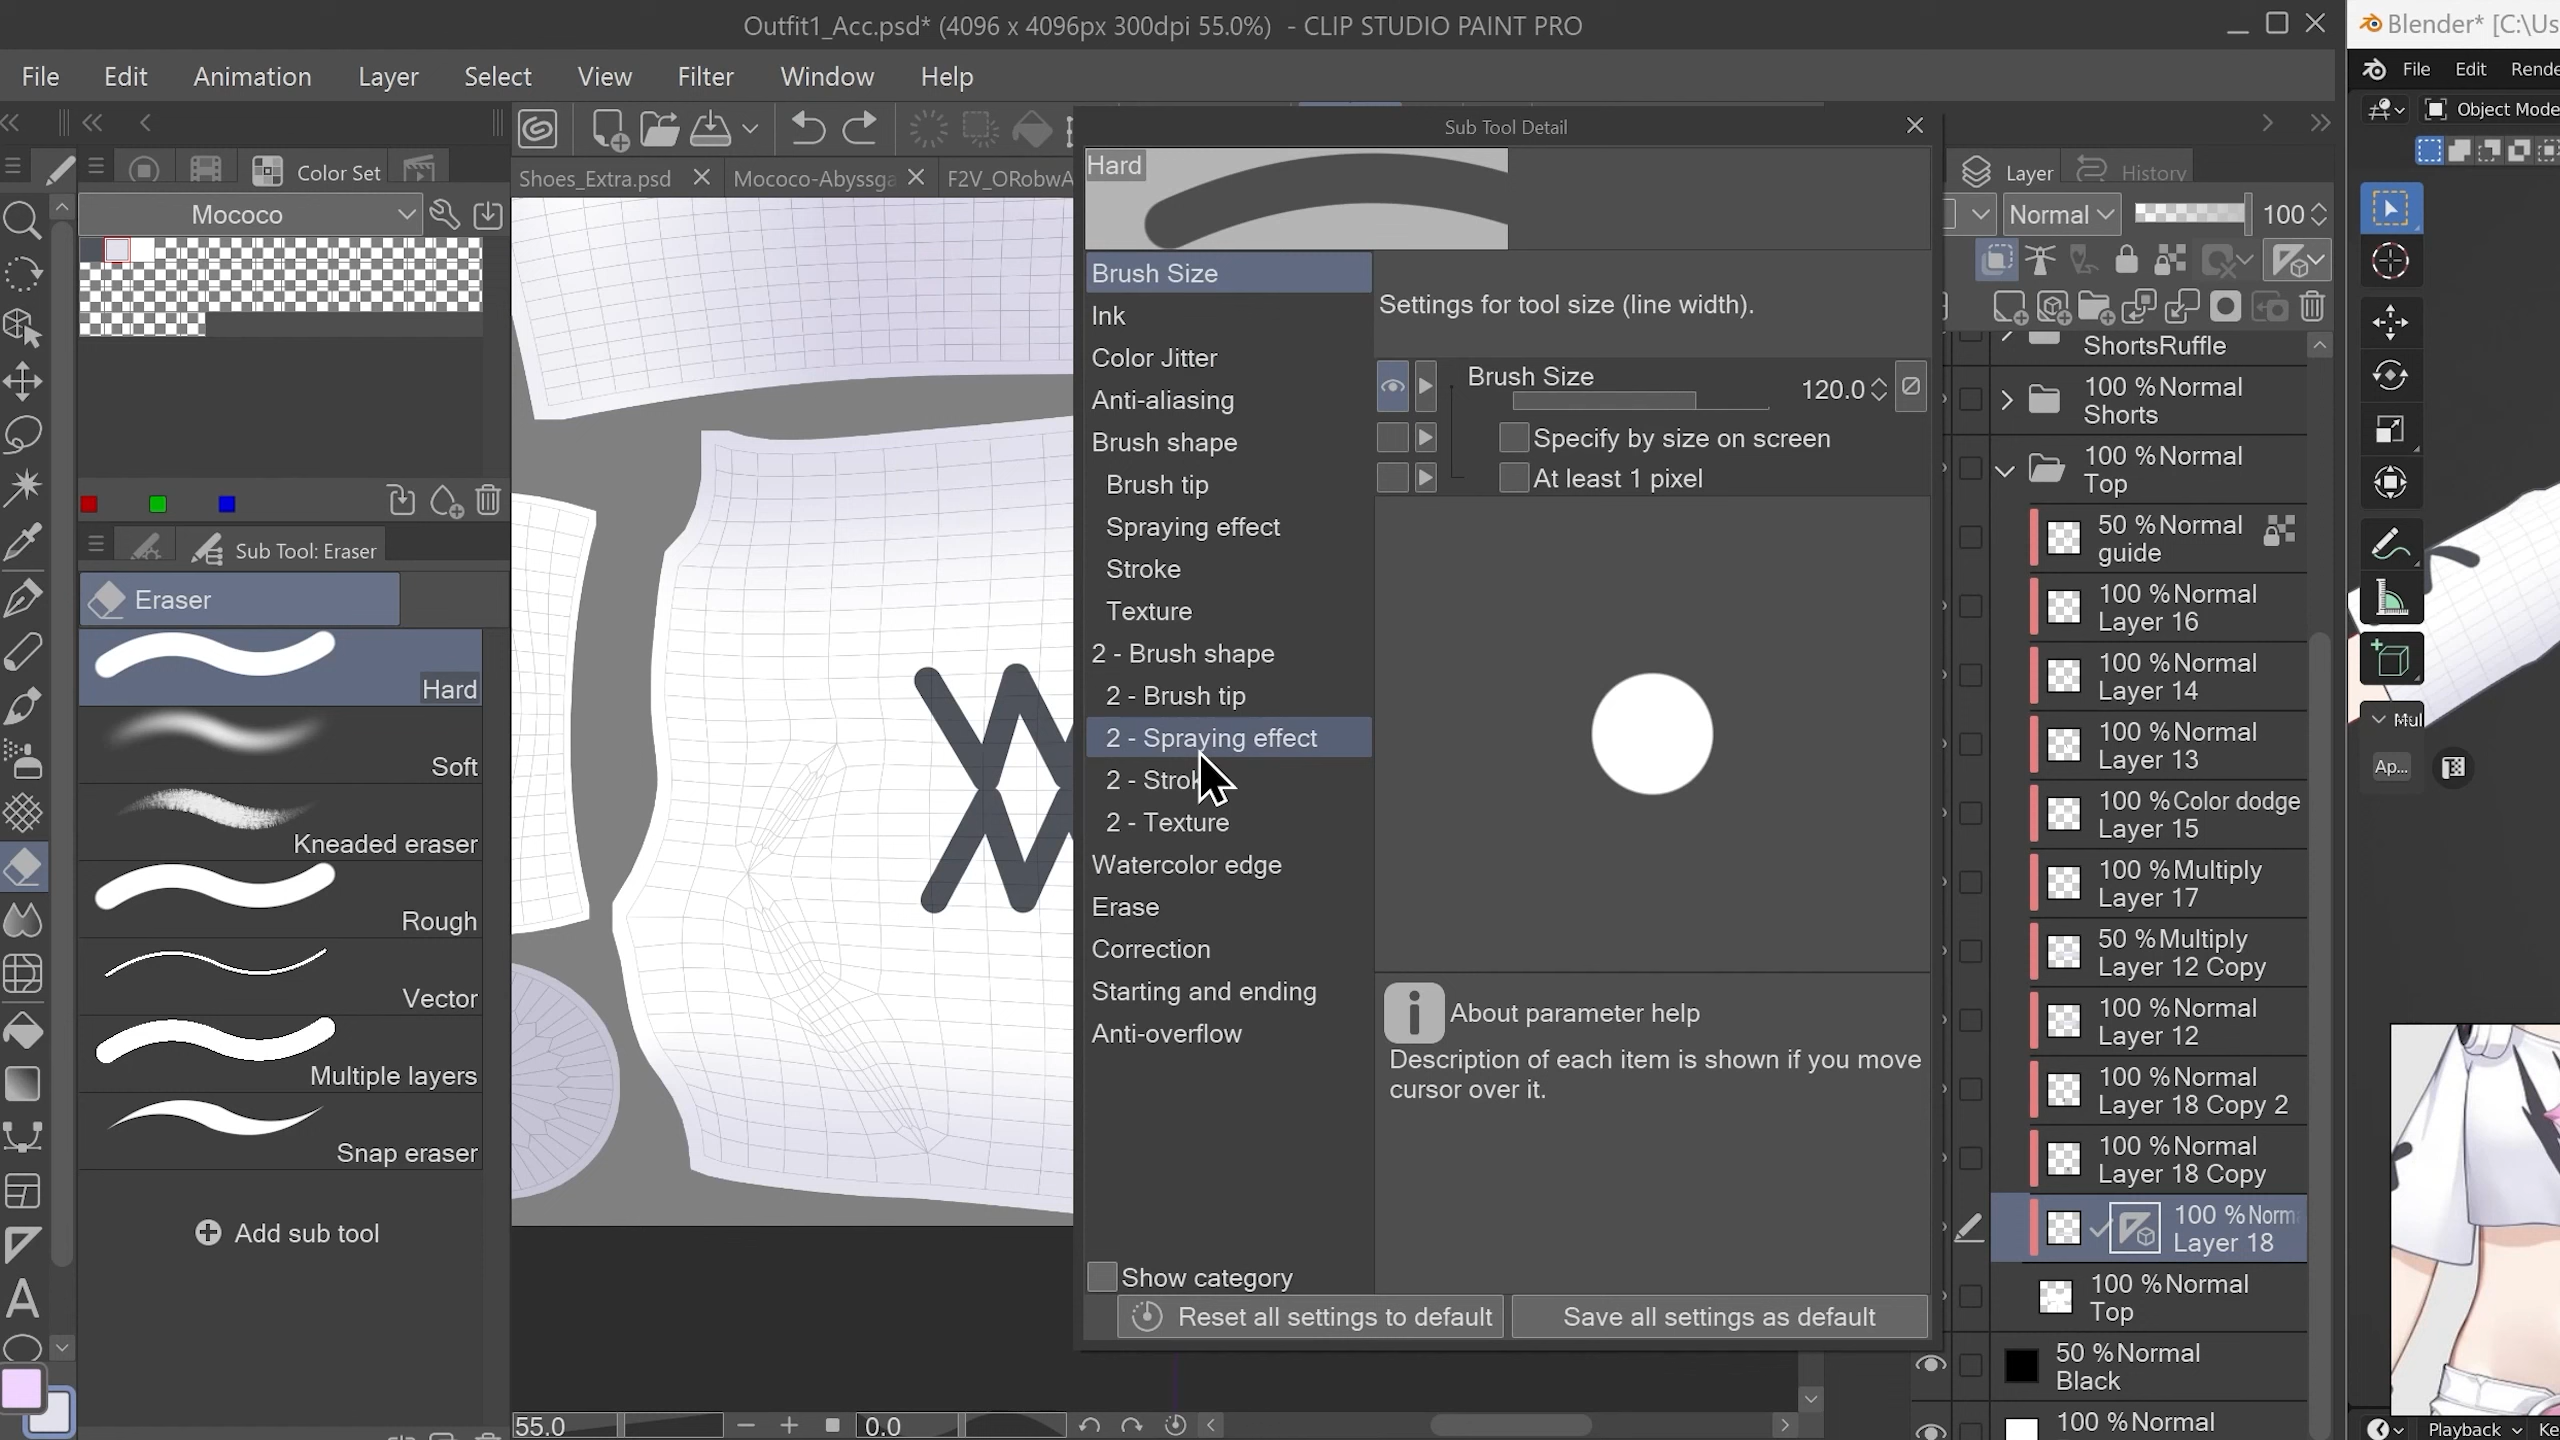 Outfit1_Acc.psd* (4096 x 4096px 300dpi 55.0%) - CLIP STUDIO PAINT PRO
Blender* [C:\Us
File Edit Animation Layer Select View Filter Window Help
File Edit Rende
Object Mode
Color Set
Mococo
Shoes_Extra.psd
Mococo-Abyssga
F2V_ORobwA
Sub Tool Detail
Hard
Brush Size
Ink
Color Jitter
Anti-aliasing
Brush shape
Brush tip
Spraying effect
Stroke
Texture
2 - Brush shape
2 - Brush tip
2 - Spraying effect
2 - Strok
2 - Texture
Watercolor edge
Erase
Correction
Starting and ending
Anti-overflow
Show category
Reset all settings to default
Save all settings as default
Settings for tool size (line width).
Brush Size
120.0
Specify by size on screen
At least 1 pixel
About parameter help
Description of each item is shown if you move
cursor over it.
Sub Tool: Eraser
Eraser
Hard
Soft
Kneaded eraser
Rough
Vector
Multiple layers
Snap eraser
Add sub tool
55.0
0.0
Layer
History
Normal
100
ShortsRuffle
100 %Normal
Shorts
100 %Normal
Top
50 %Normal
guide
100 %Normal
Layer 16
100 %Normal
Layer 14
100 %Normal
Layer 13
100 %Color dodge
Layer 15
100 %Multiply
Layer 17
50 %Multiply
Layer 12 Copy
100 %Normal
Layer 12
100 %Normal
Layer 18 Copy 2
100 %Normal
Layer 18 Copy
100 %Norm
Layer 18
100 %Normal
Top
50 %Normal
Black
100 %Normal
Mul
Ap...
Playback
Ke